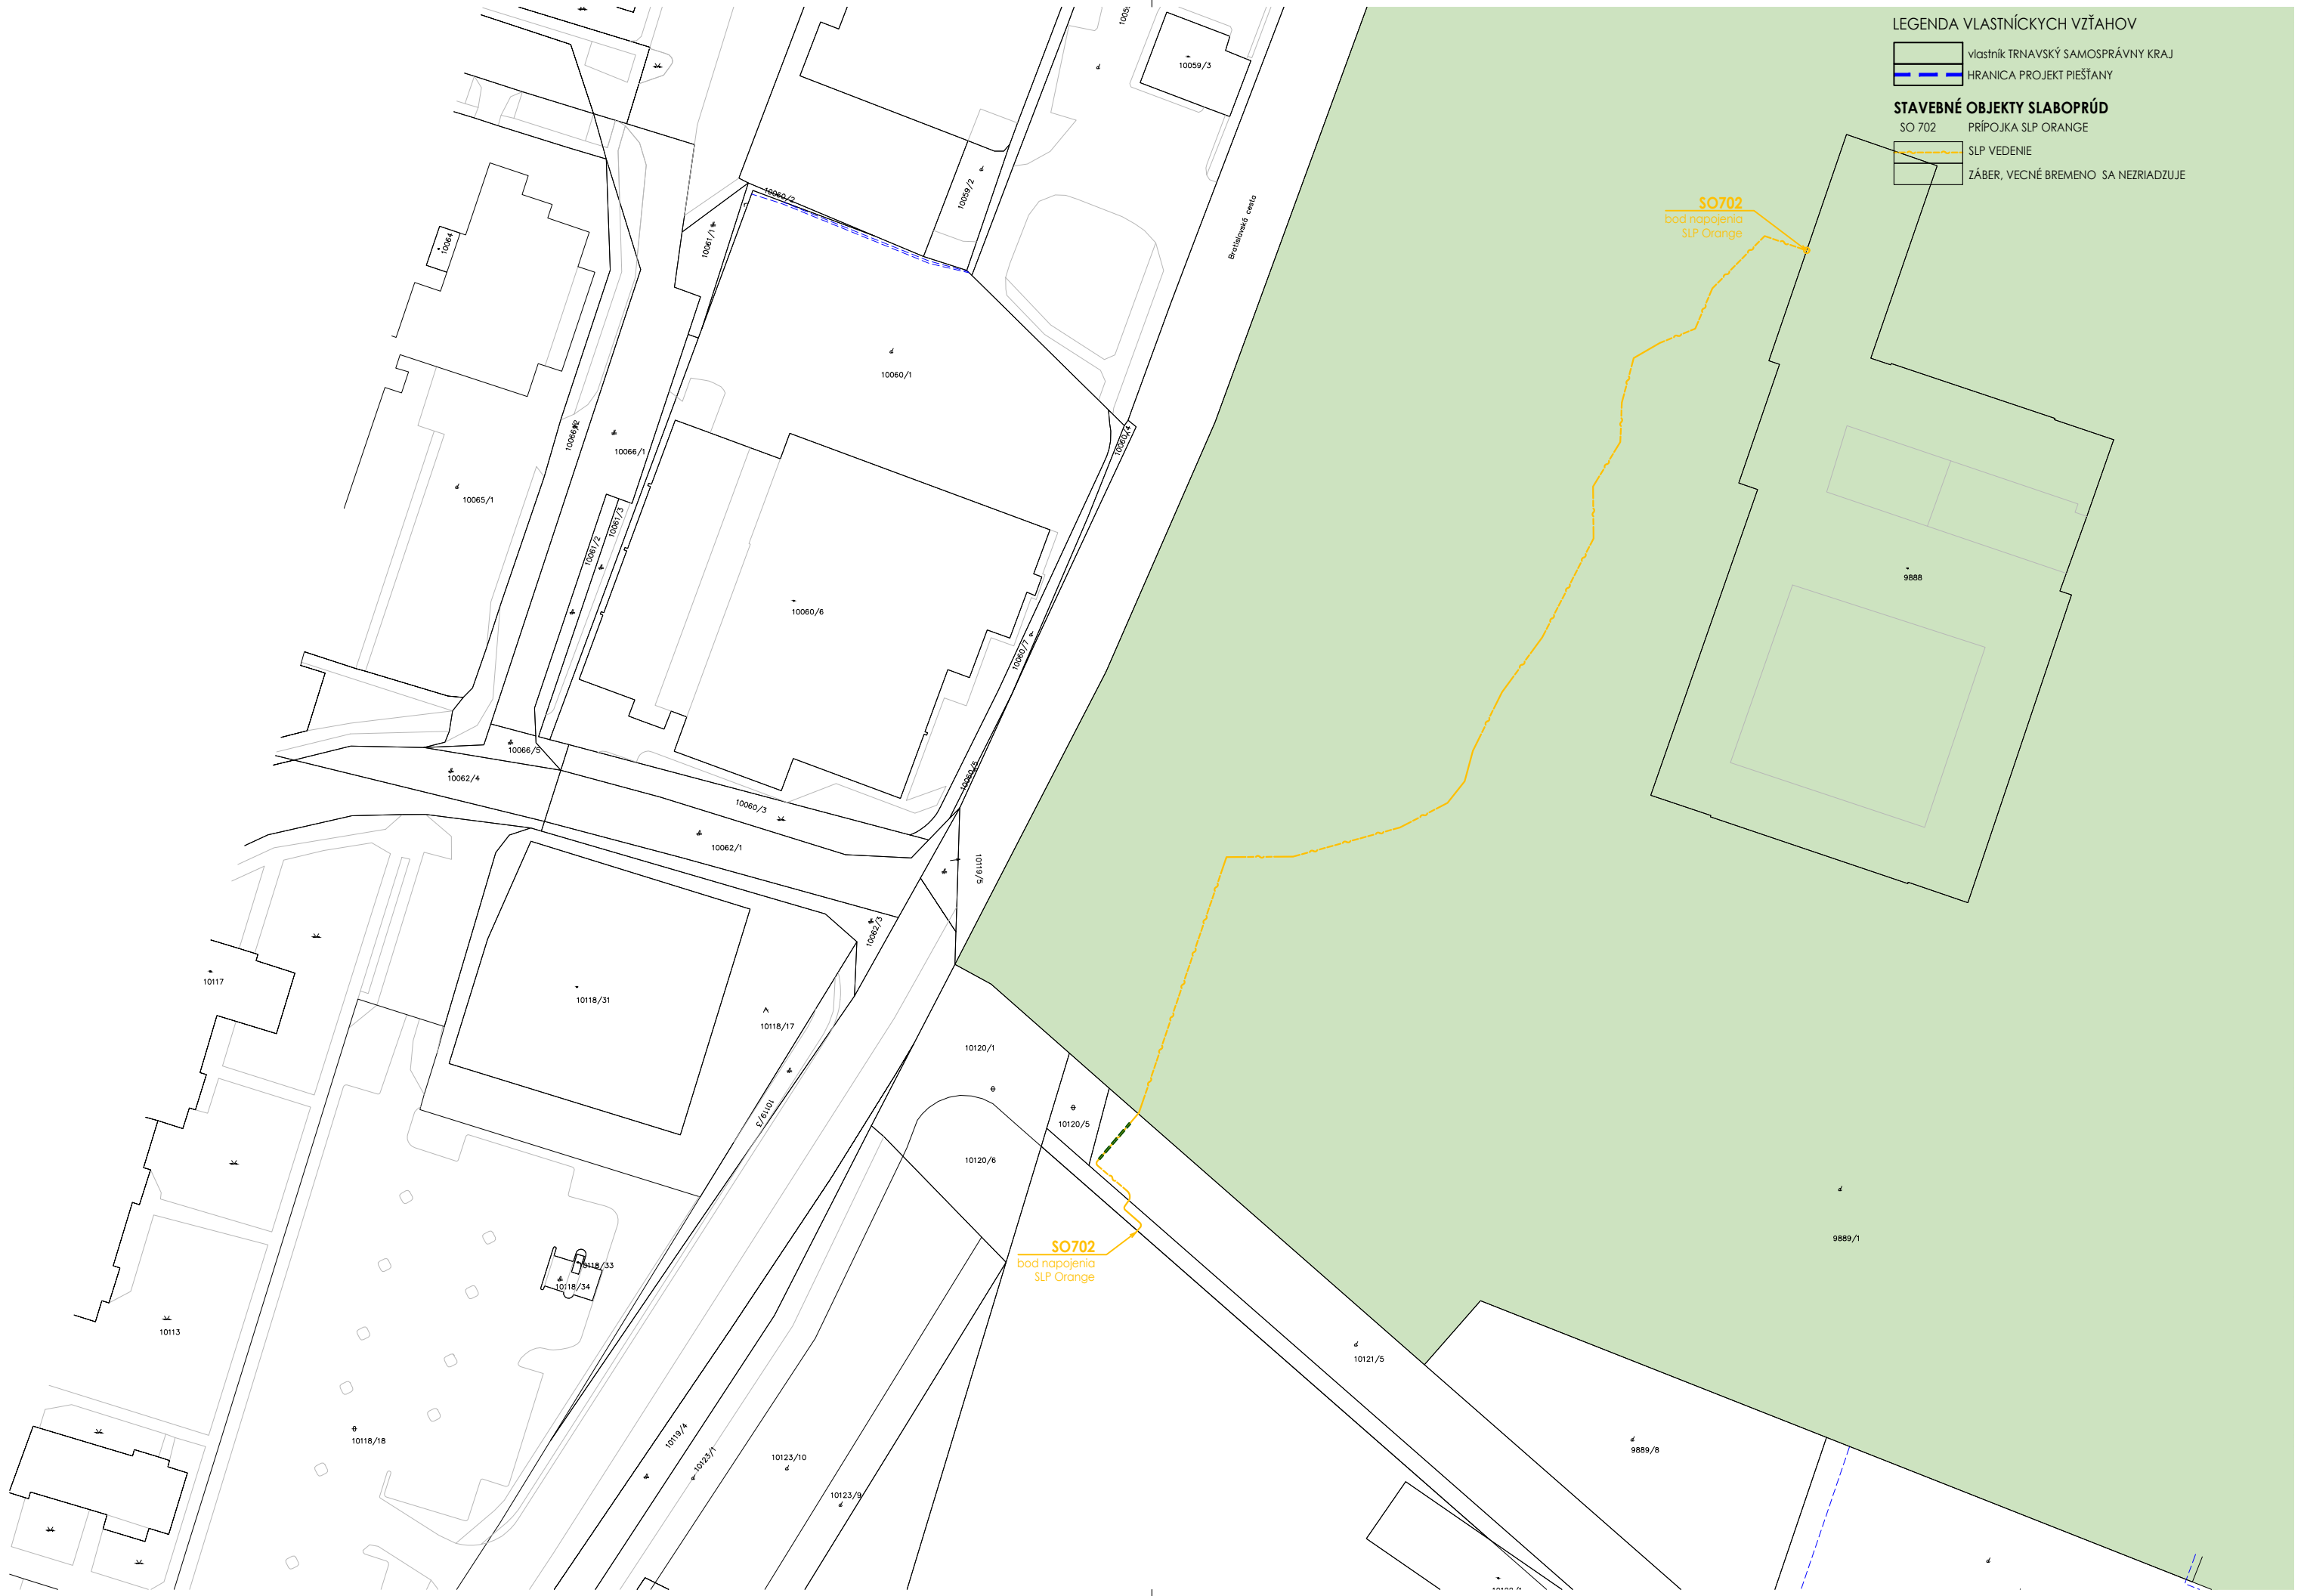 LEGENDA VLASTNÍCKYCH VZŤAHOV
vlastník TRNAVSKÝ SAMOSPRÁVNY KRAJ
HRANICA PROJEKT PIEŠŤANY
STAVEBNÉ OBJEKTY SLABOPRÚD
SO 702 PRÍPOJKA SLP ORANGE
SLP VEDENIE
ZÁBER, VECNÉ BREMENO SA NEZRIADZUJE
10059/3
10059/2
10060/2
Bratislavská cesta
SO702
bod napojenia
SLP Orange
10064
10061/1
10060/1
10066/2
10066/1
10060/4
10065/1
10061/3
10061/2
9888
10060/6
10060/7
10066/5
10062/4
10060/5
10060/3
10062/1
10119/5
10062/3
10117
10118/31
10118/17
10120/1
10119/3
10120/5
10120/6
SO702
bod napojenia
SLP Orange
9889/1
10118/33
10118/34
10113
10121/5
10118/18
10119/4
10123/1
10123/10
9889/8
10123/9